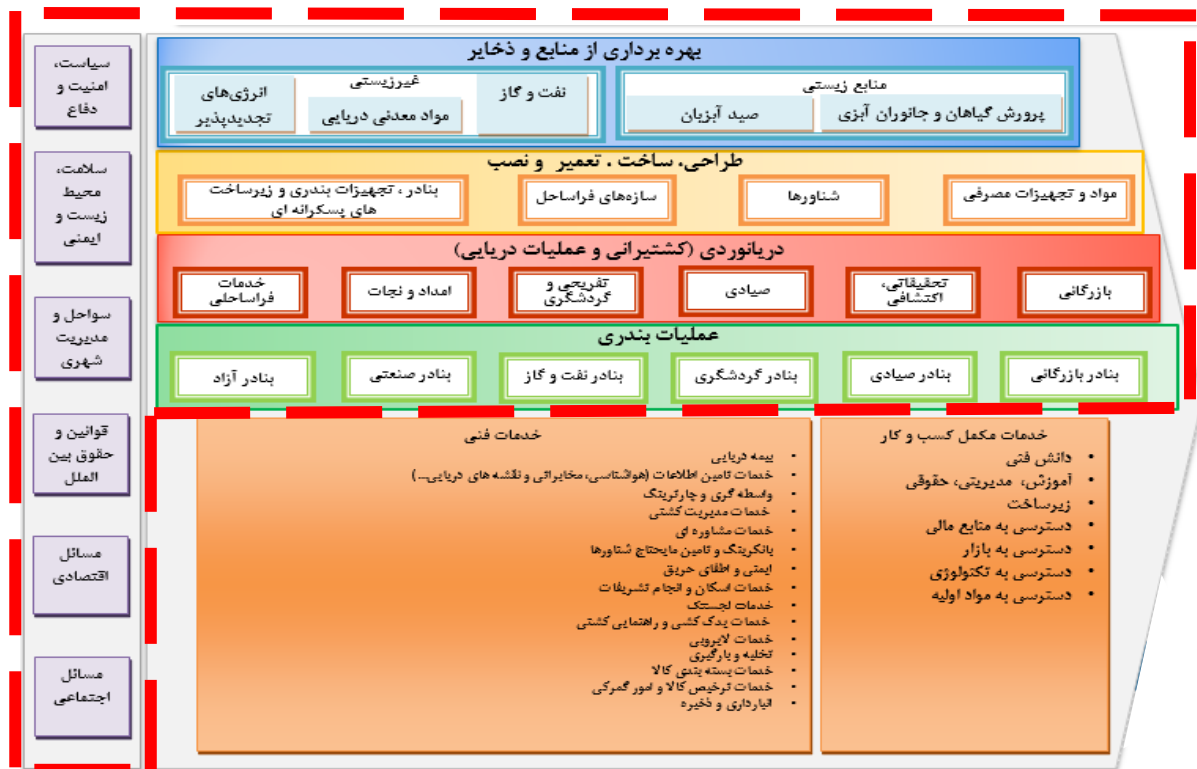 سیاست،
امنیت و
دفاع
سلامت،
محیط
زیست و
ایمنی
سواحل و
مدیریت
شهری
قوانین و
حقوق بین
الملل
مسائل
اقتصادی
مسائل
اجتماعی
بهره برداری از منابع و ذخایر
منابع زیستی
پرورش گیاهان و جانوران آبزی
صید آبزیان
غیرزیستی
نفت و گاز
مواد معدنی دریایی
انرژی‌های
تجدیدپذیر
طراحی، ساخت ، تعمیر و نصب
مواد و تجهیزات مصرفی
شناورها
سازه‌های فراساحل
بنادر ، تجهیزات بندری و زیرساخت
های پسکرانه ای
دریانوردی (کشتیرانی و عملیات دریایی)
بازرگانی
تحقیقاتی،
اکتشافی
صیادی
تفریحی و
گردشگری
امداد و نجات
خدمات
فراساحلی
عملیات بندری
بنادر بازرگانی
بنادر صیادی
بنادر گردشگری
بنادر نفت و گاز
بنادر صنعتی
بنادر آزاد
خدمات مکمل کسب و کار
• دانش فنی
• آموزش، مدیریتی، حقوقی
• زیرساخت
• دسترسی به منابع مالی
• دسترسی به بازار
• دسترسی به تکنولوژی
• دسترسی به مواد اولیه
خدمات فنی
• بیمه دریایی
• خدمات تامین اطلاعات (هواشناسی، مخابراتی و نقشه های دریایی...)
• واسطه گری و چارترینگ
• خدمات مدیریت کشتی
• خدمات مشاوره ای
• بانکرینگ و تامین مایحتاج شناورها
• ایمنی و اطفای حریق
• خدمات اسکان و انجام تشریفات
• خدمات لجستک
• خدمات یدک کشی و راهنمایی کشتی
• خدمات لایروبی
• تخلیه و بارگیری
• خدمات بسته بندی کالا
• خدمات ترخیص کالا و امور گمرکی
• انبارداری و ذخیره